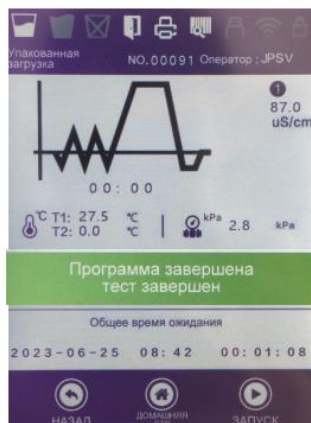 Упакованная
загрузка
NO.00091 Оператор : JPSV
1
87.0
uS/cm
00: 00
°C T1: 27.5 °C
T2: 0.0 °C
kPa 2.8 kPa
Программа завершена
тест завершен
Общее время ожидания
2023-06-25 08: 42 00: 01: 08
НАЗАД
ДОМАШНЯЯ
ЗАПУСК